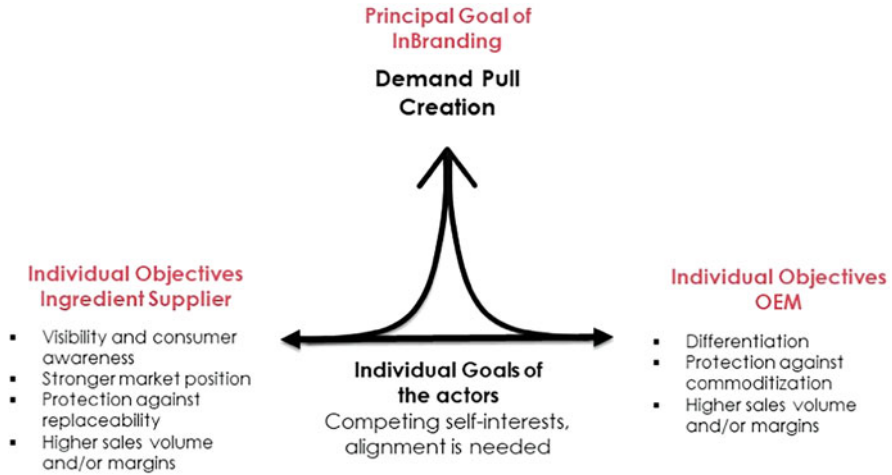 Principal Goal of
InBranding
Demand Pull
Creation
Individual Objectives
Ingredient Supplier
▪ Visibility and consumer
awareness
▪ Stronger market position
▪ Protection against
replaceability
▪ Higher sales volume
and/or margins
Individual Goals of
the actors
Competing self-interests,
alignment is needed
Individual Objectives
OEM
▪ Differentiation
▪ Protection against
commoditization
▪ Higher sales volume
and/or margins